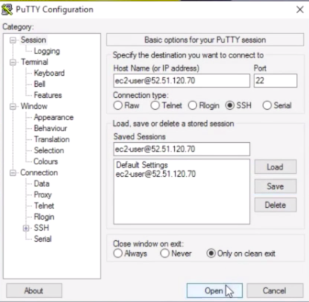 PuTTY Configuration
Category:
Session
Logging
Terminal
Keyboard
Bell
Features
Window
Appearance
Behaviour
Translation
Selection
Colours
Connection
Data
Proxy
Telnet
Rlogin
SSH
Serial
Basic options for your PuTTY session
Specify the destination you want to connect to
Host Name (or IP address) Port
ec2-user@52.51.120.70 22
Connection type:
Raw Telnet Rlogin SSH Serial
Load, save or delete a stored session
Saved Sessions
ec2-user@52.51.120.70
Default Settings
ec2-user@52.51.120.70
Load
Save
Delete
Close window on exit:
Always Never Only on clean exit
About Open Cancel